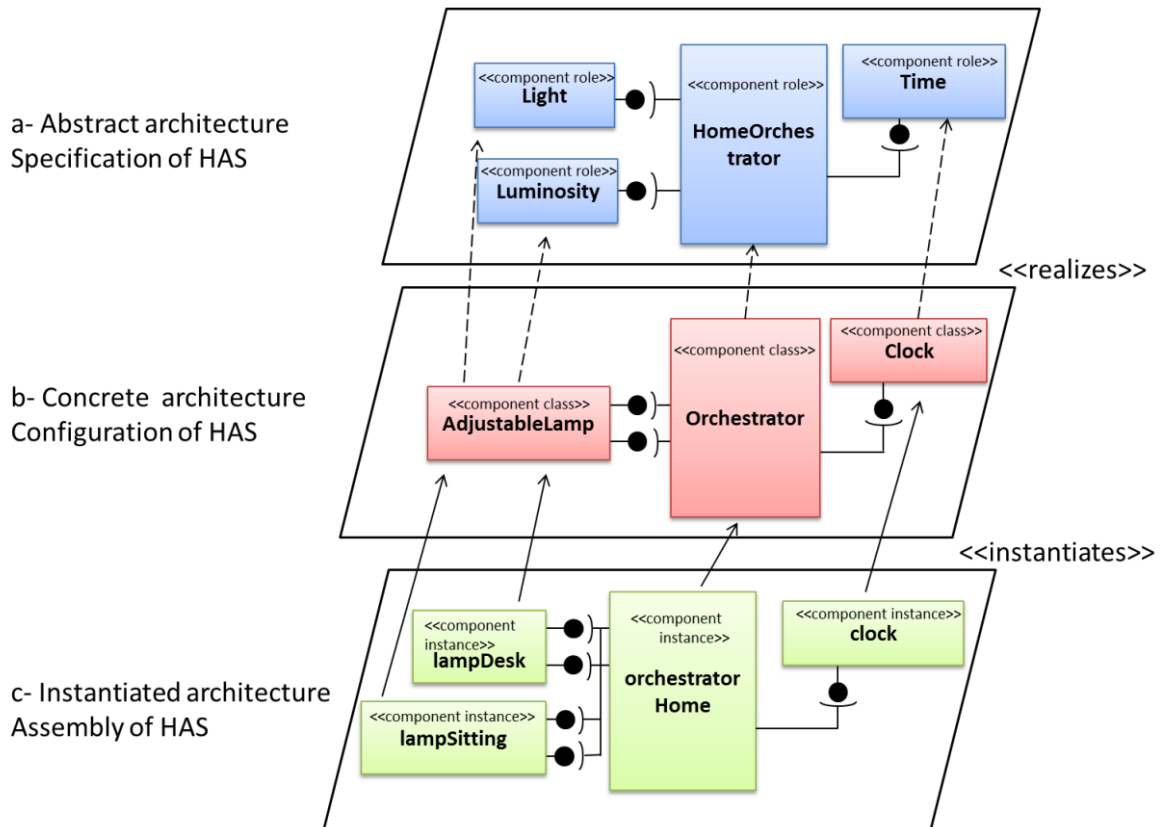 a- Abstract architecture
Specification of HAS
<<component role>>
Light
<<component role>>
Luminosity
<<component role>>
HomeOrches
trator
<<component role>>
Time
<<realizes>>
b- Concrete architecture
Configuration of HAS
<<component class>>
AdjustableLamp
<<component class>>
Orchestrator
<<component class>>
Clock
<<instantiates>>
c- Instantiated architecture
Assembly of HAS
<<component
instance>>
lampDesk
<<component instance>>
lampSitting
<<component
instance>>
orchestrator
Home
<<component instance>>
clock